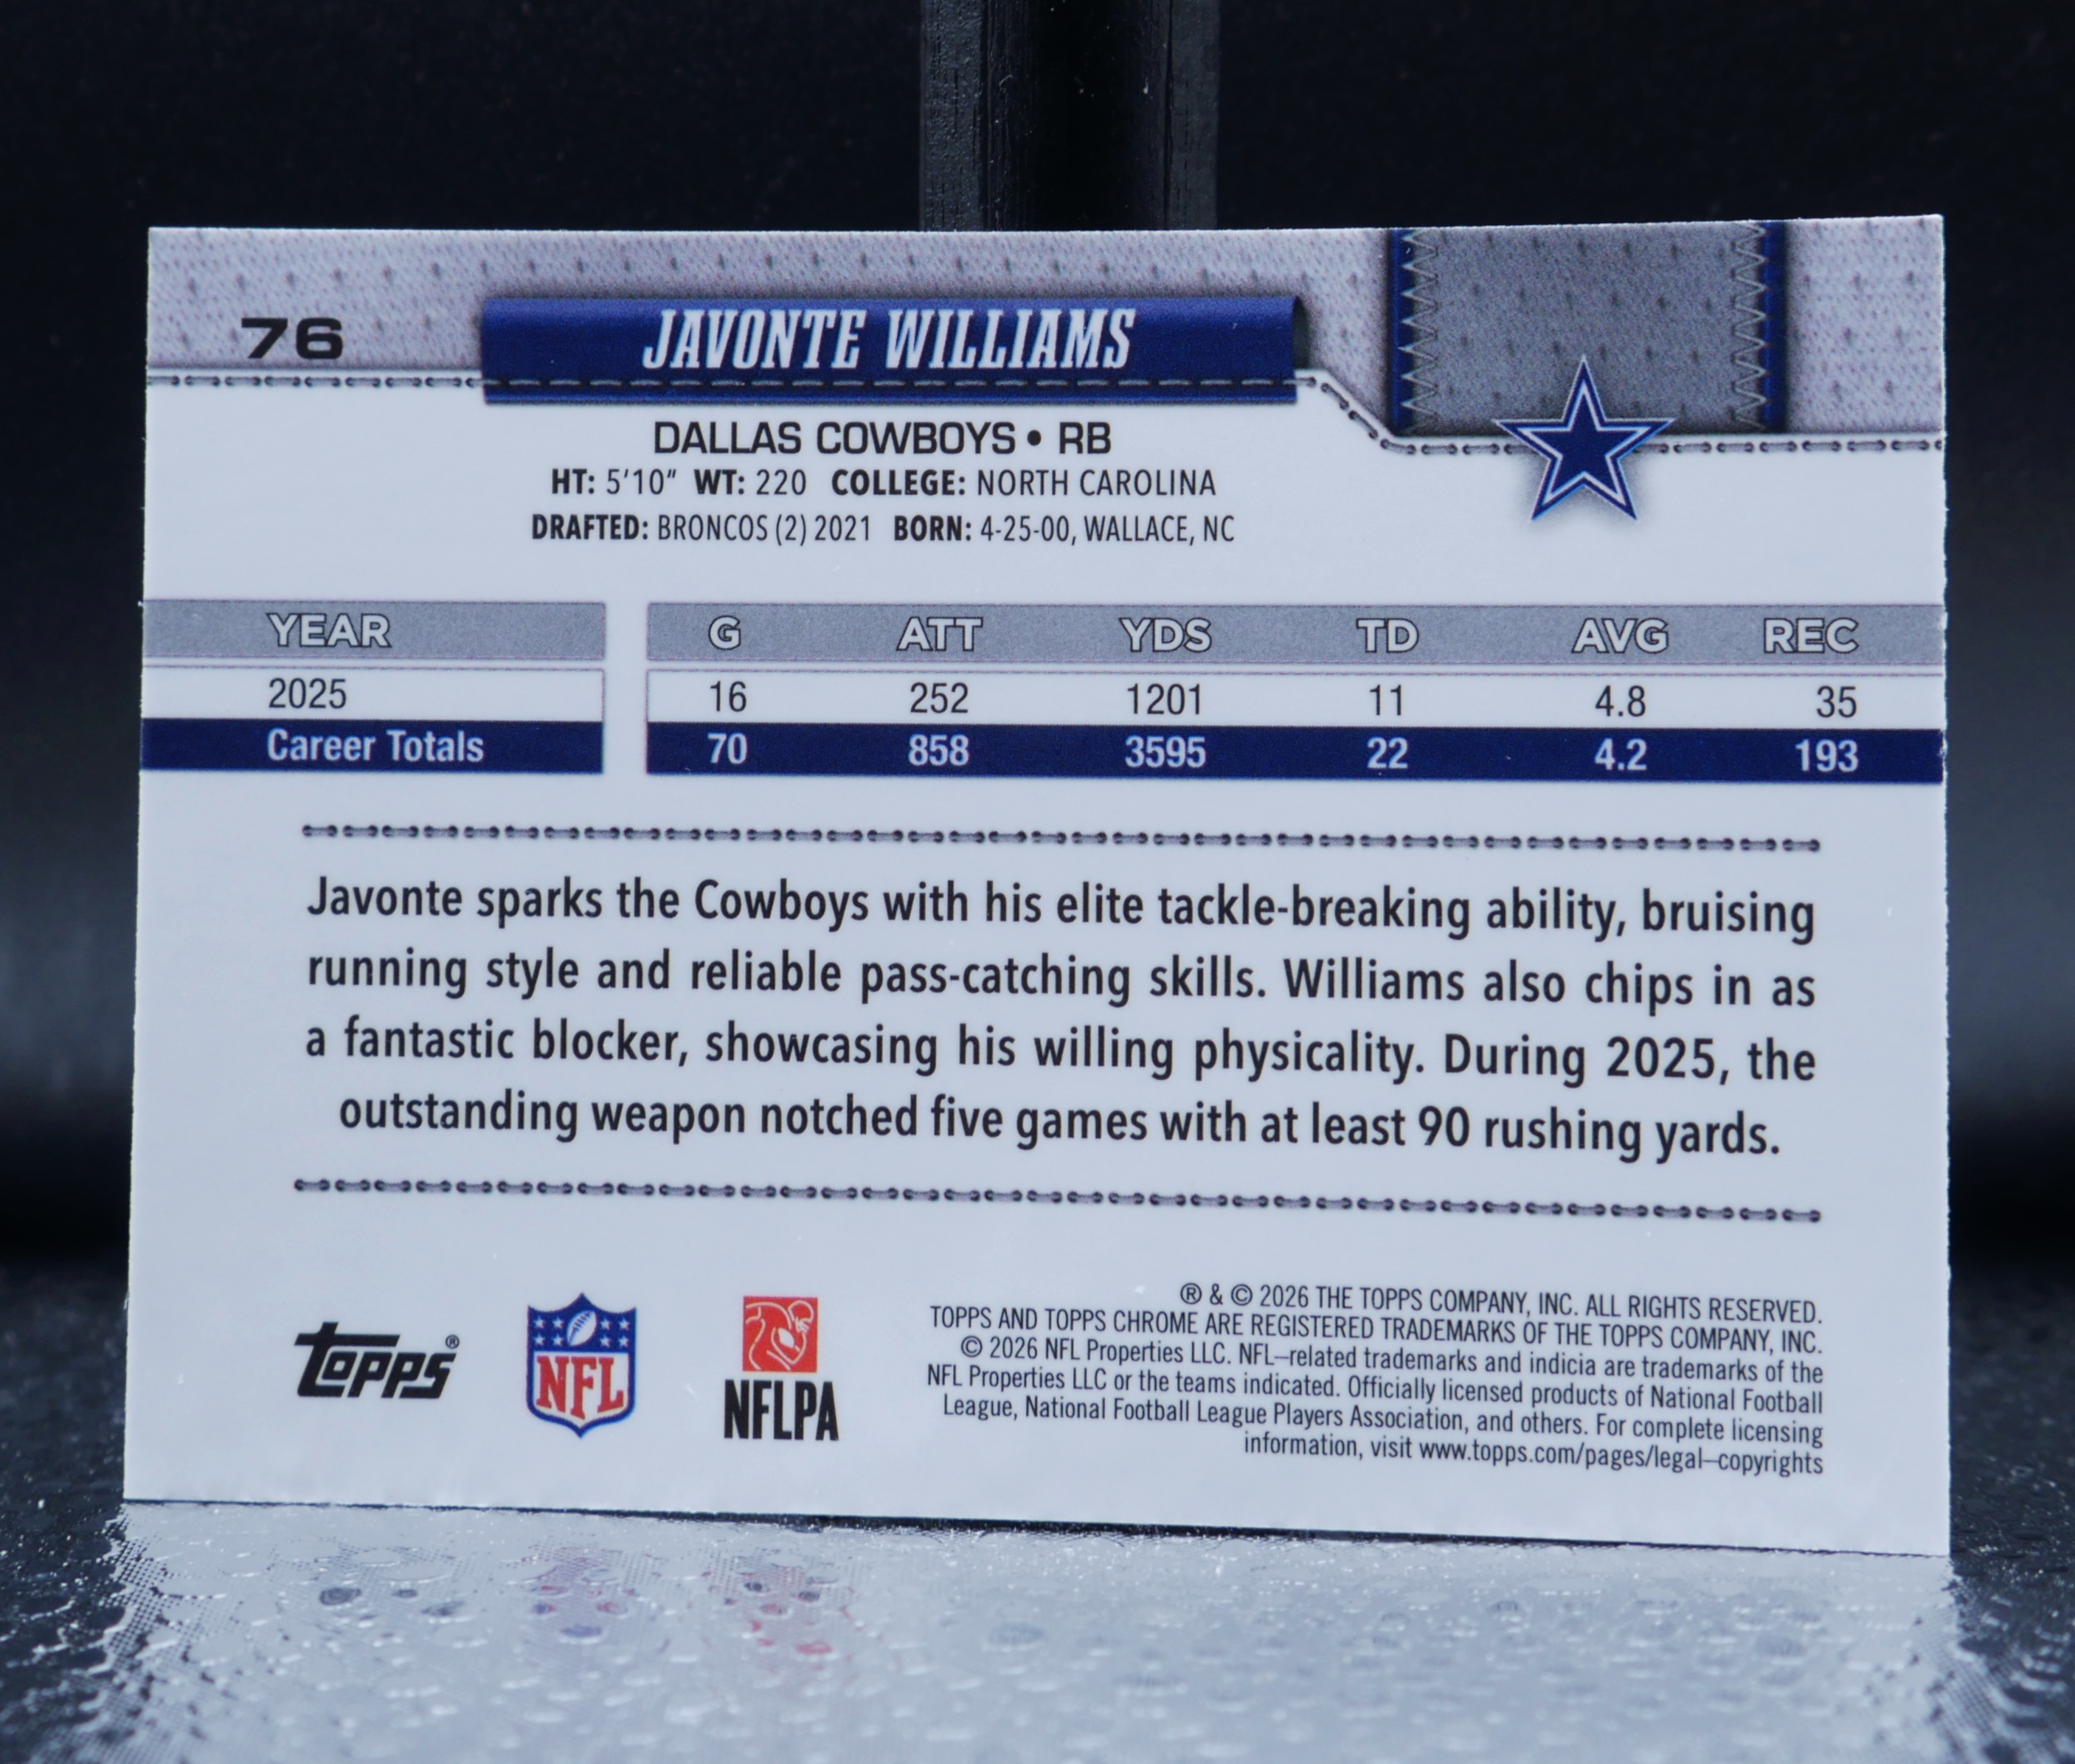 76
JAVONTE WILLIAMS
DALLAS COWBOYS • RB
HT: 5'10" WT: 220 COLLEGE: NORTH CAROLINA
DRAFTED: BRONCOS (2) 2021 BORN: 4-25-00, WALLACE, NC
YEAR G ATT YDS TD AVG REC
2025 16 252 1201 11 4.8 35
Career Totals 70 858 3595 22 4.2 193
Javonte sparks the Cowboys with his elite tackle-breaking ability, bruising
running style and reliable pass-catching skills. Williams also chips in as
a fantastic blocker, showcasing his willing physicality. During 2025, the
outstanding weapon notched five games with at least 90 rushing yards.
topps®
NFL
NFLPA
® & © 2026 THE TOPPS COMPANY, INC. ALL RIGHTS RESERVED.
TOPPS AND TOPPS CHROME ARE REGISTERED TRADEMARKS OF THE TOPPS COMPANY, INC.
© 2026 NFL Properties LLC. NFL–related trademarks and indicia are trademarks of the
NFL Properties LLC or the teams indicated. Officially licensed products of National Football
League, National Football League Players Association, and others. For complete licensing
information, visit www.topps.com/pages/legal–copyrights